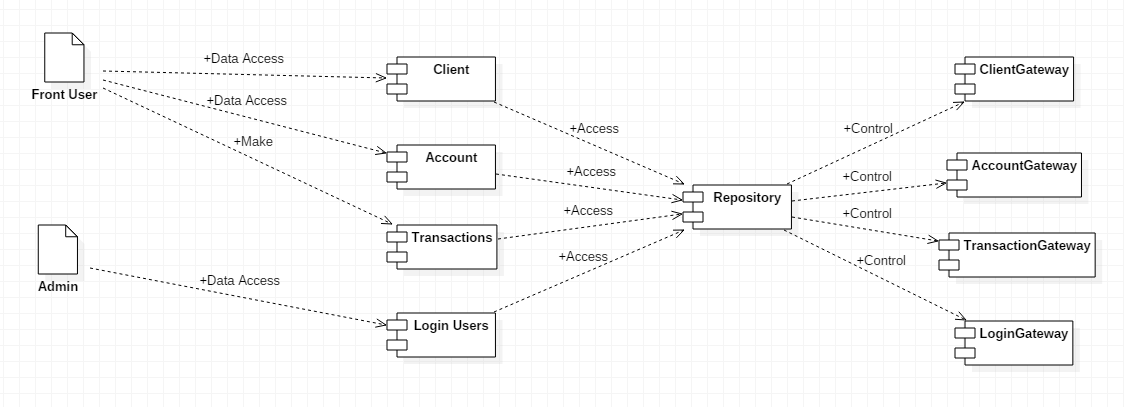 +Data Access
Client
ClientGateway
Front User
+Data Access
+Access
+Control
+Make
Account
+Access
AccountGateway
+Control
Repository
+Access
+Control
Transactions
TransactionGateway
+Access
+Control
Admin
+Data Access
Login Users
LoginGateway